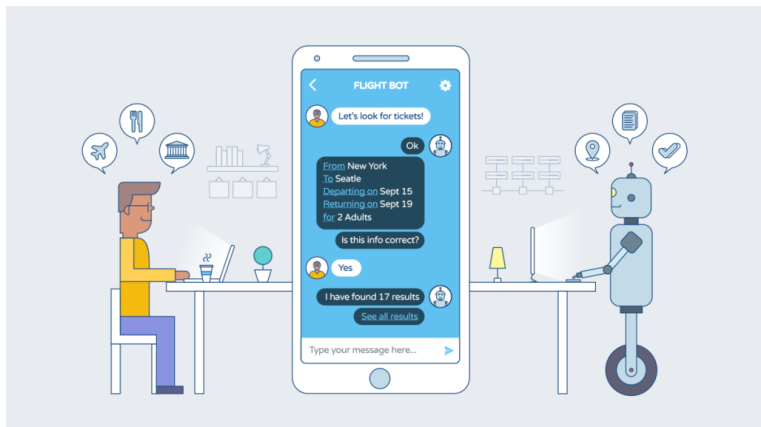 FLIGHT BOT
Let's look for tickets!
Ok
From New York
To Seatle
Departing on Sept 15
Returning on Sept 19
for 2 Adults
Is this info correct?
Yes
I have found 17 results
See all results
Type your message here...